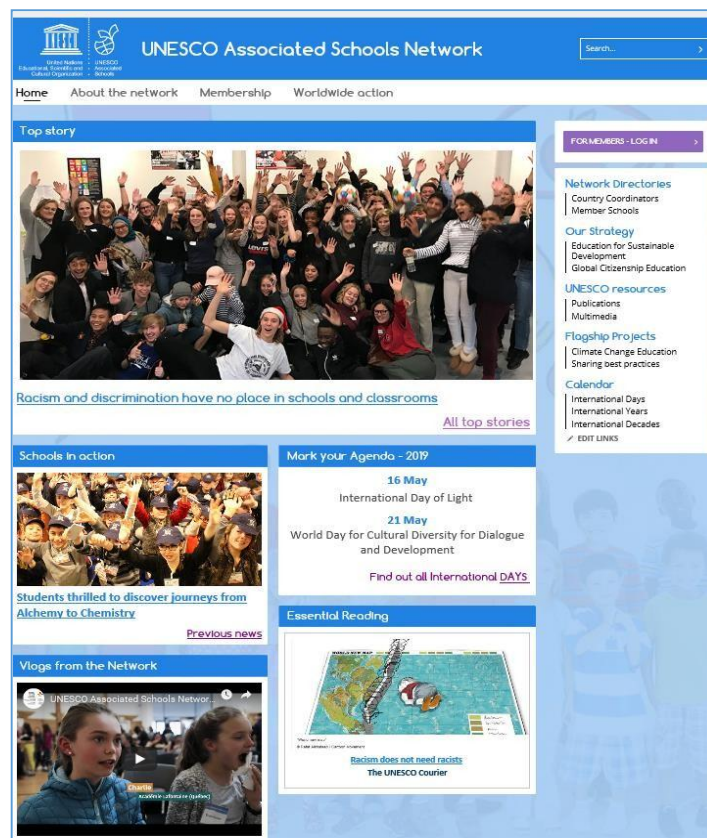 United Nations
Educational, Scientific and
Cultural Organization
UNESCO
Associated
Schools
UNESCO Associated Schools Network
Search...
Home
About the network
Membership
Worldwide action
Top story
Racism and discrimination have no place in schools and classrooms
All top stories
Schools in action
Students thrilled to discover journeys from
Alchemy to Chemistry
Previous news
Vlogs from the Network
UNESCO Associated Schools Networ...
Charlie
Académie Lafontaine (Québec)
Mark your Agenda - 2019
16 May
International Day of Light
21 May
World Day for Cultural Diversity for Dialogue
and Development
Find out all International DAYS
Essential Reading
Racism does not need racists
The UNESCO Courier
FOR MEMBERS - LOG IN
Network Directories
Country Coordinators
Member Schools
Our Strategy
Education for Sustainable
Development
Global Citizenship Education
UNESCO resources
Publications
Multimedia
Flagship Projects
Climate Change Education
Sharing best practices
Calendar
International Days
International Years
International Decades
EDIT LINKS